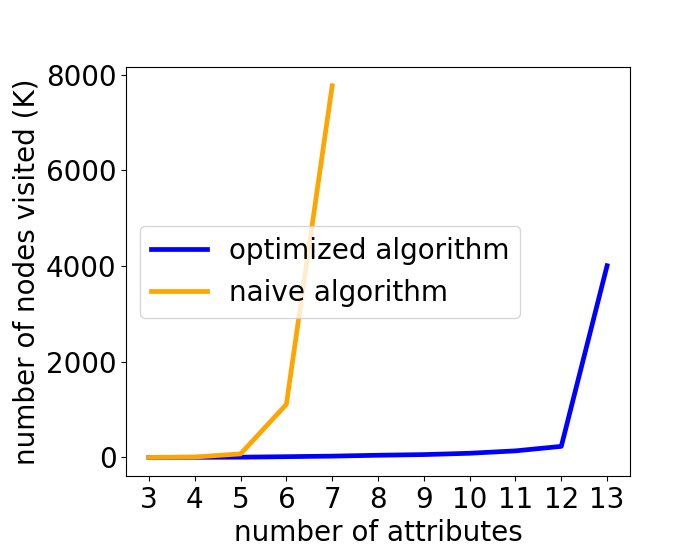 number of nodes visited (K)
8000
6000
4000
2000
0
optimized algorithm
naive algorithm
3 4 5 6 7 8 9 10 11 12 13
number of attributes